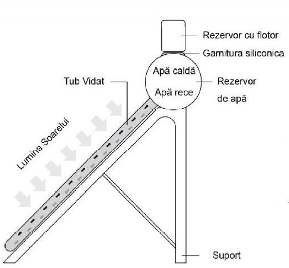 Rezervor cu flotor
Garnitura siliconica
Apă caldă
Apă rece
Rezervor
de apă
Tub Vidat
Lumina Soarelui
Suport